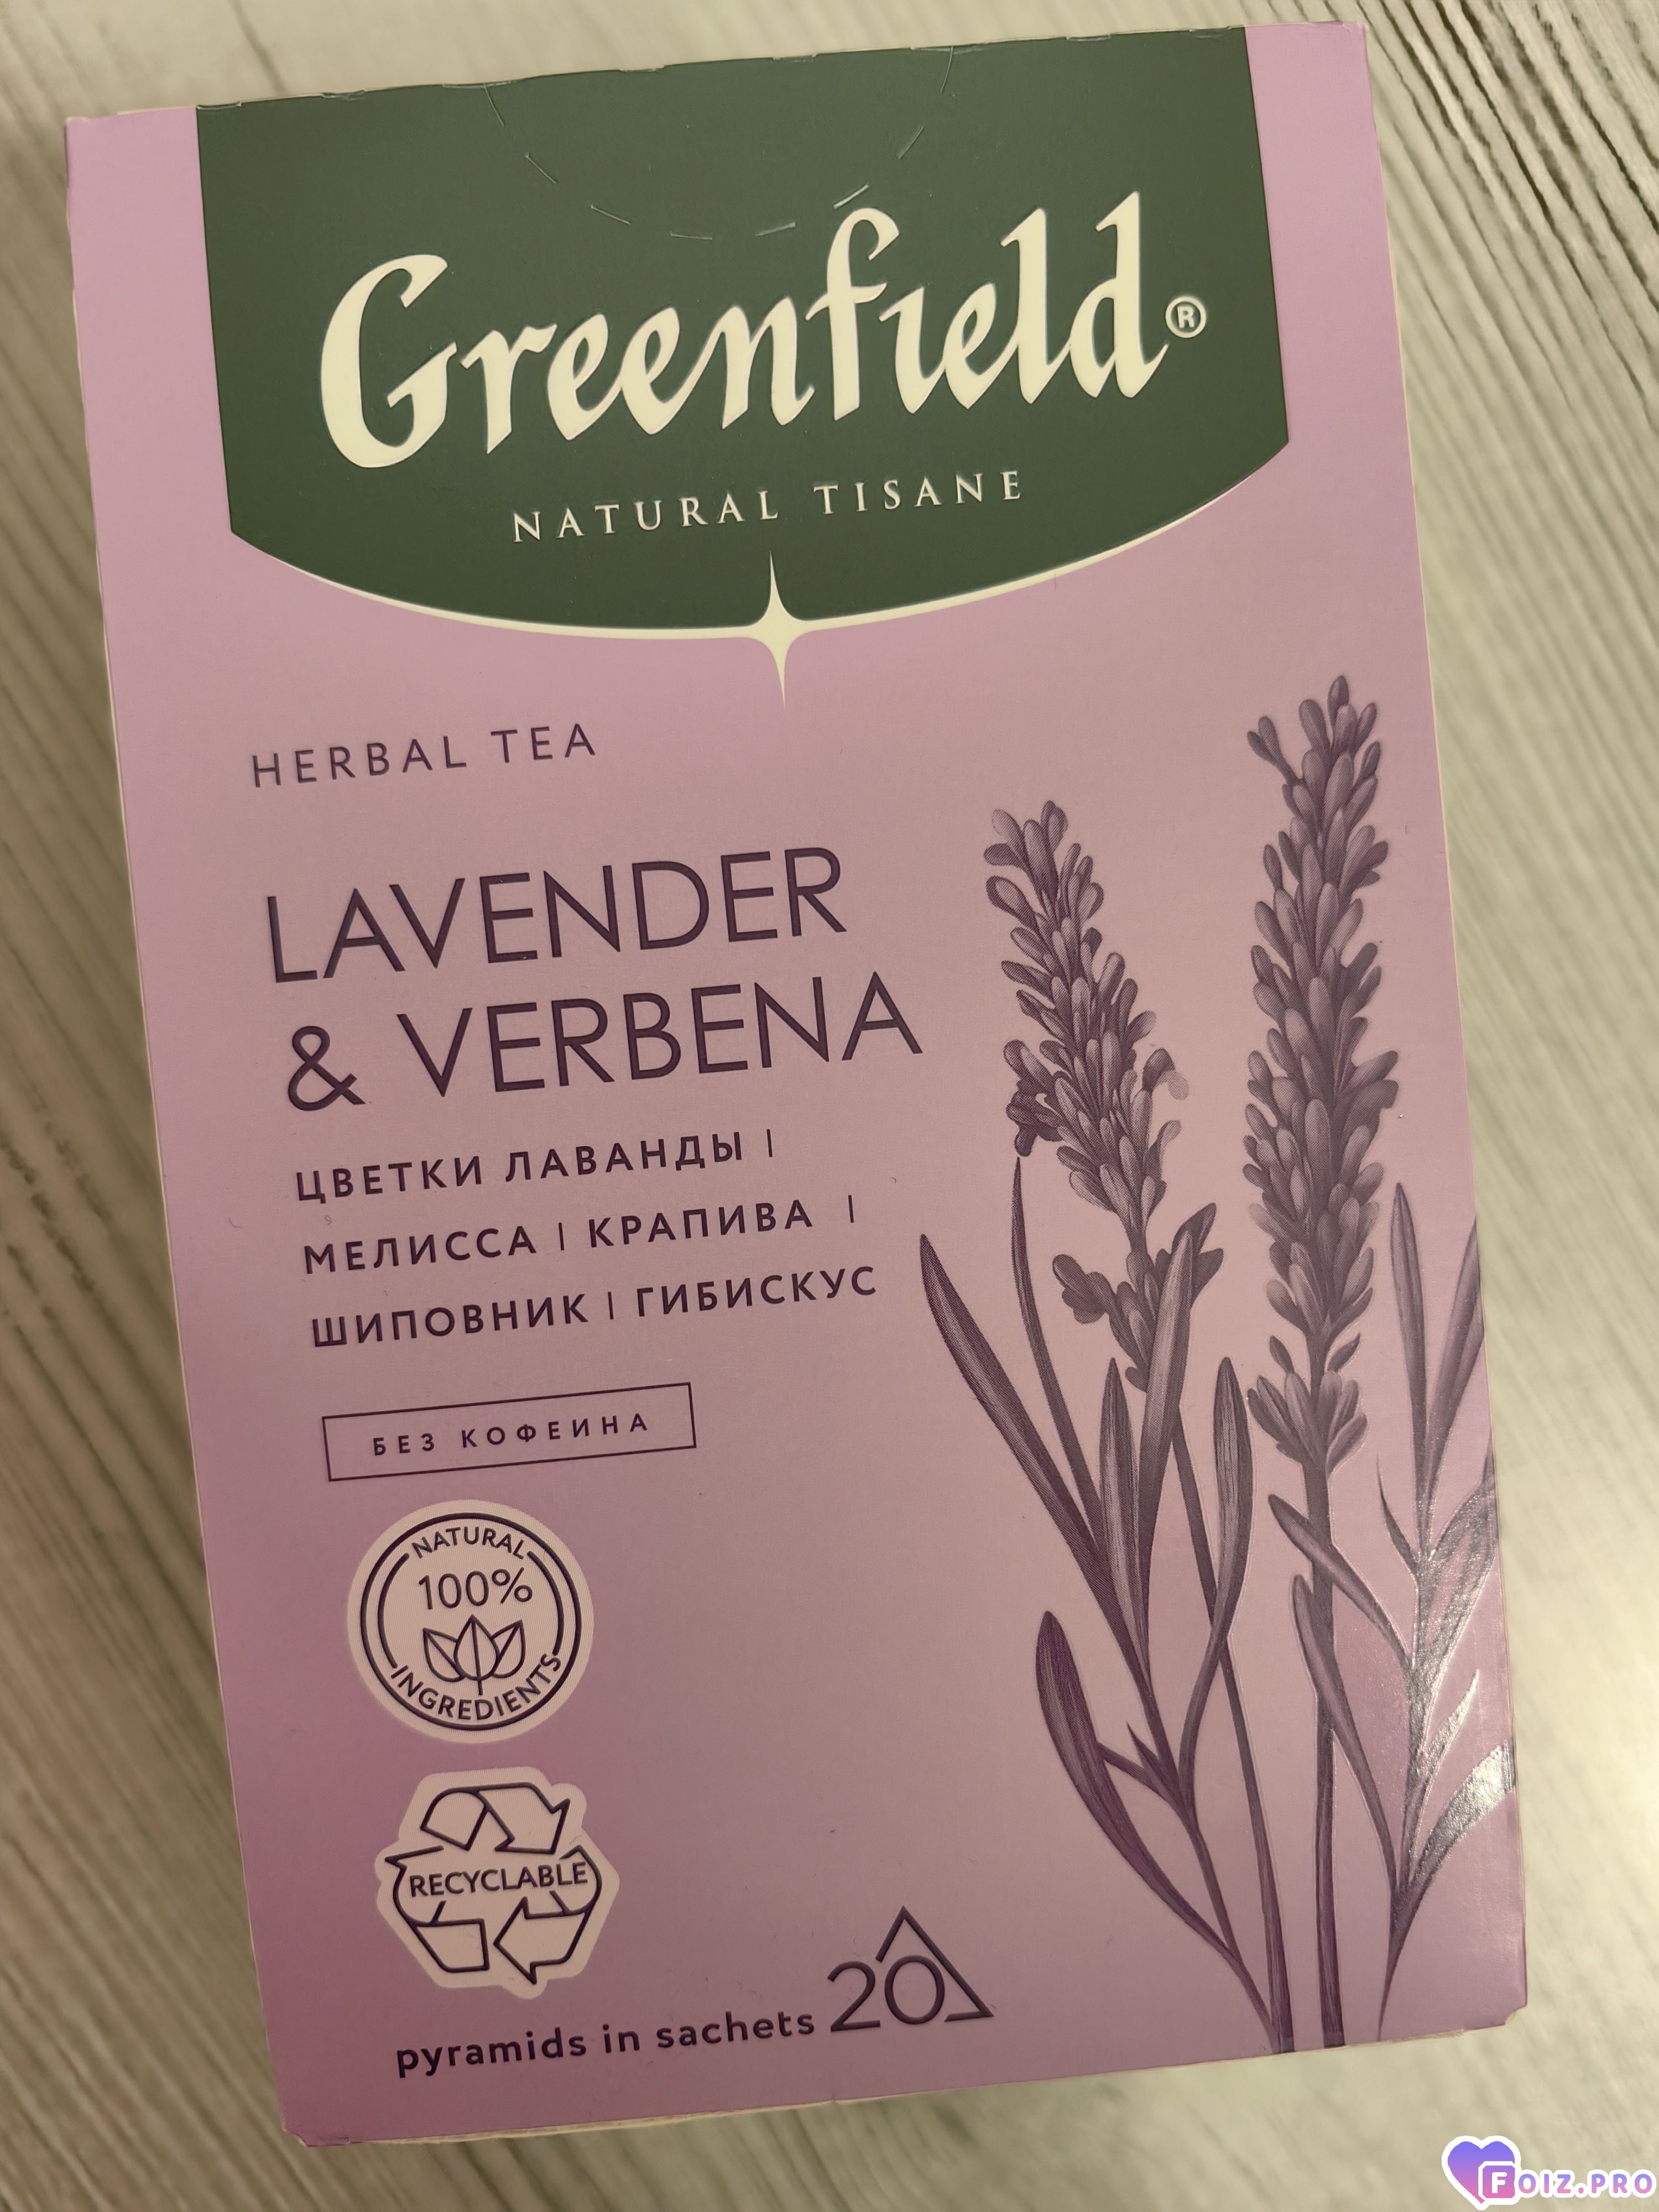 Greenfield®
NATURAL TISANE
HERBAL TEA
LAVENDER
& VERBENA
ЦВЕТКИ ЛАВАНДЫ |
МЕЛИССА | КРАПИВА |
ШИПОВНИК | ГИБИСКУС
БЕЗ КОФЕИНА
NATURAL
100%
INGREDIENTS
RECYCLABLE
pyramids in sachets 20
FOIZ.PRO